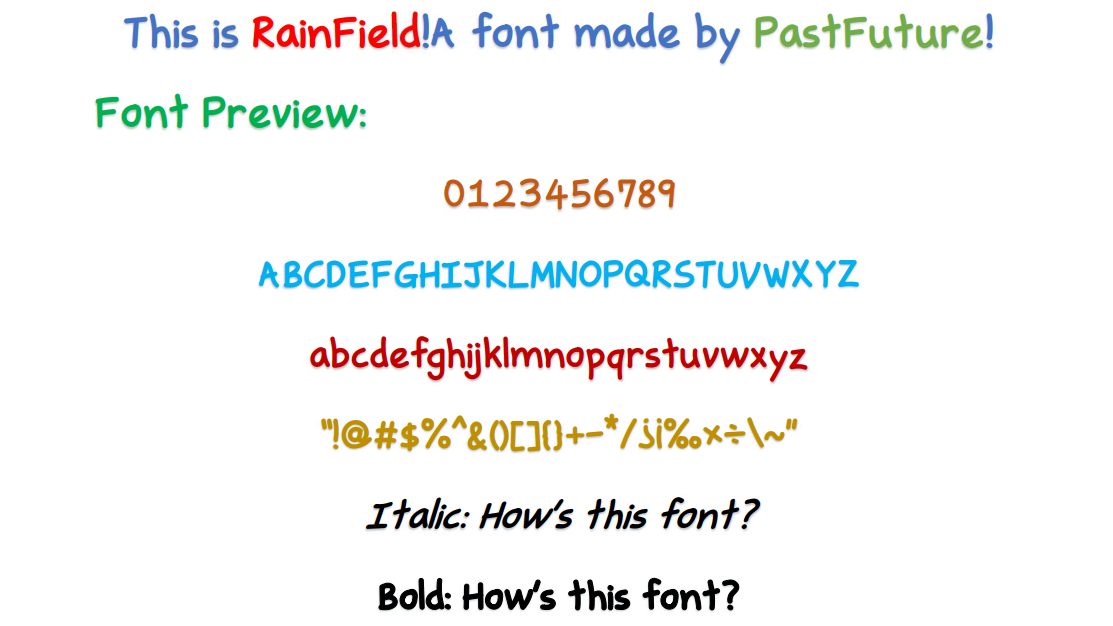 This is RainField!A font made by PastFuture!
Font Preview:
0123456789
ABCDEFGHIJKLMNOPQRSTUVWXYZ
abcdefghijklmnopqrstuvwxyz
"!@#$%^&()[]{}+-*/¿¡‰×÷\~”
Italic: How’s this font?
Bold: How’s this font?